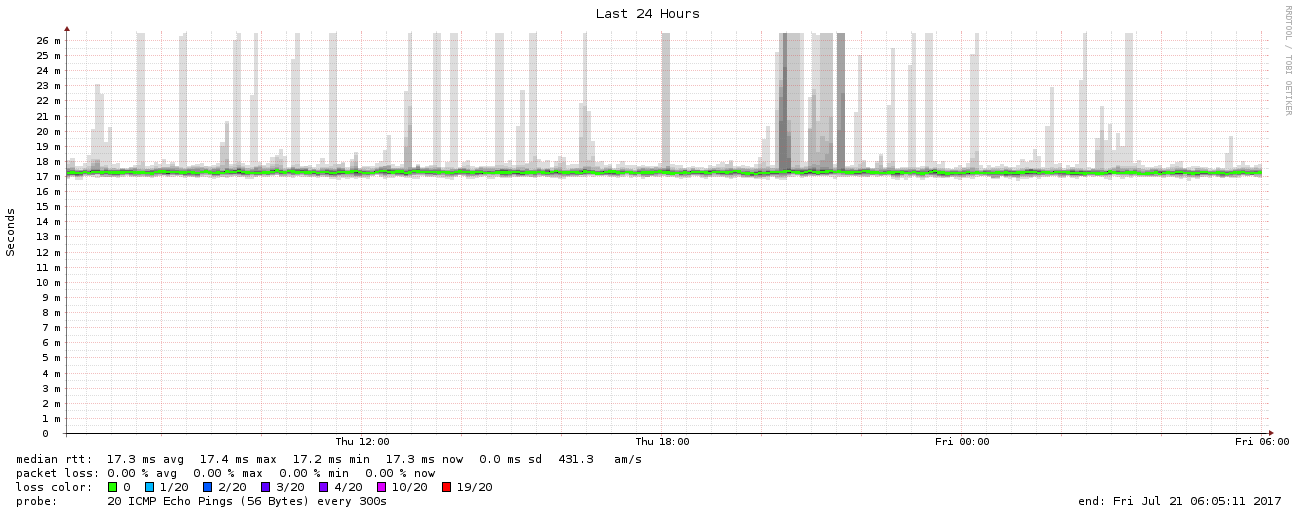 Last 24 Hours
RRDTOOL / TOBI OETIKER
Seconds
26 m
25 m
24 m
23 m
22 m
21 m
20 m
19 m
18 m
17 m
16 m
15 m
14 m
13 m
12 m
11 m
10 m
9 m
8 m
7 m
6 m
5 m
4 m
3 m
2 m
1 m
0
Thu 12:00 Thu 18:00 Fri 00:00 Fri 06:00
median rtt: 17.3 ms avg 17.4 ms max 17.2 ms min 17.3 ms now 0.0 ms sd 431.3 am/s
packet loss: 0.00 % avg 0.00 % max 0.00 % min 0.00 % now
loss color: 0 1/20 2/20 3/20 4/20 10/20 19/20
probe: 20 ICMP Echo Pings (56 Bytes) every 300s end: Fri Jul 21 06:05:11 2017